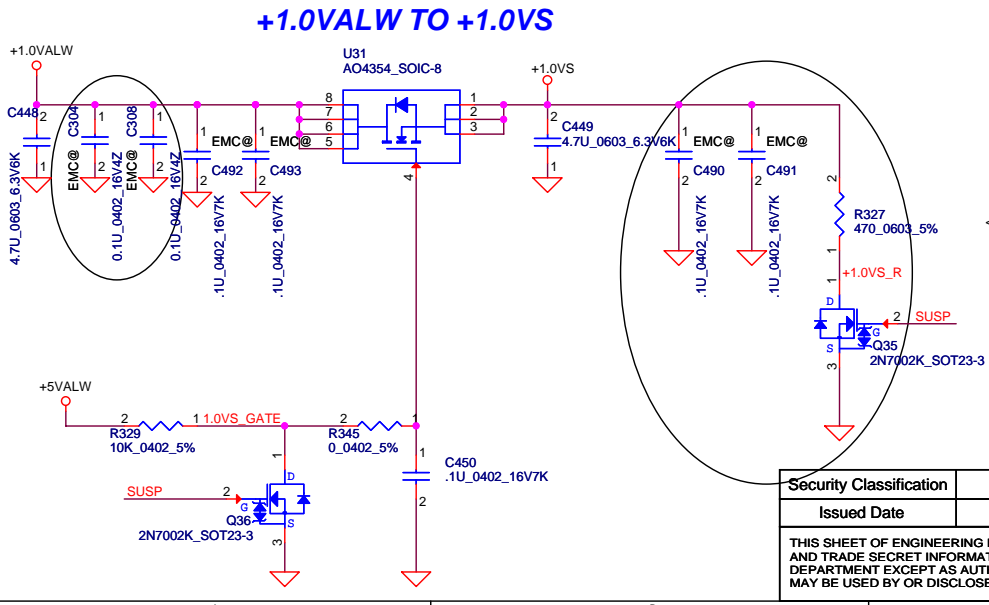 +1.0VALW TO +1.0VS
+1.0VALW
U31
AO4354_SOIC-8
+1.0VS
8
7
6
5
1
2
3
4
C448
2
1
4.7U_0603_6.3V6K
C304
1
2
EMC@
0.1U_0402_16V4Z
C308
1
2
EMC@
0.1U_0402_16V4Z
1
EMC@
2
C492
.1U_0402_16V7K
1
EMC@
2
C493
.1U_0402_16V7K
2
C449
4.7U_0603_6.3V6K
1
1
EMC@
C490
2
.1U_0402_16V7K
1
EMC@
C491
2
.1U_0402_16V7K
2
R327
470_0603_5%
1
+1.0VS_R
1
D
G
S
2
SUSP
Q35
2N7002K_SOT23-3
3
+5VALW
2
1
1.0VS_GATE
R329
10K_0402_5%
2
1
R345
0_0402_5%
1
C450
.1U_0402_16V7K
2
1
D
SUSP
2
G
S
Q36
2N7002K_SOT23-3
3
Security Classification
Issued Date
THIS SHEET OF ENGINEERING
AND TRADE SECRET INFORMAT
DEPARTMENT EXCEPT AS AUT
MAY BE USED BY OR DISCLOSE